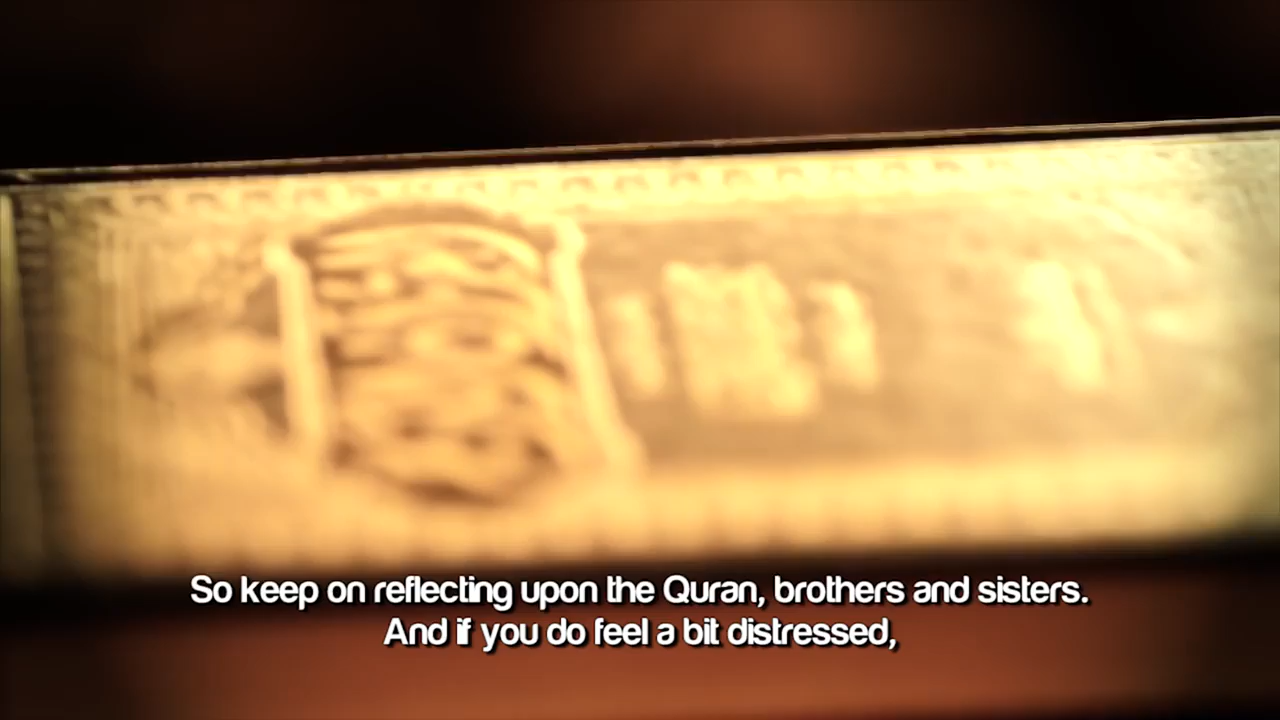 So keep on reflecting upon the Quran, brothers and sisters.
And if you do feel a bit distressed,